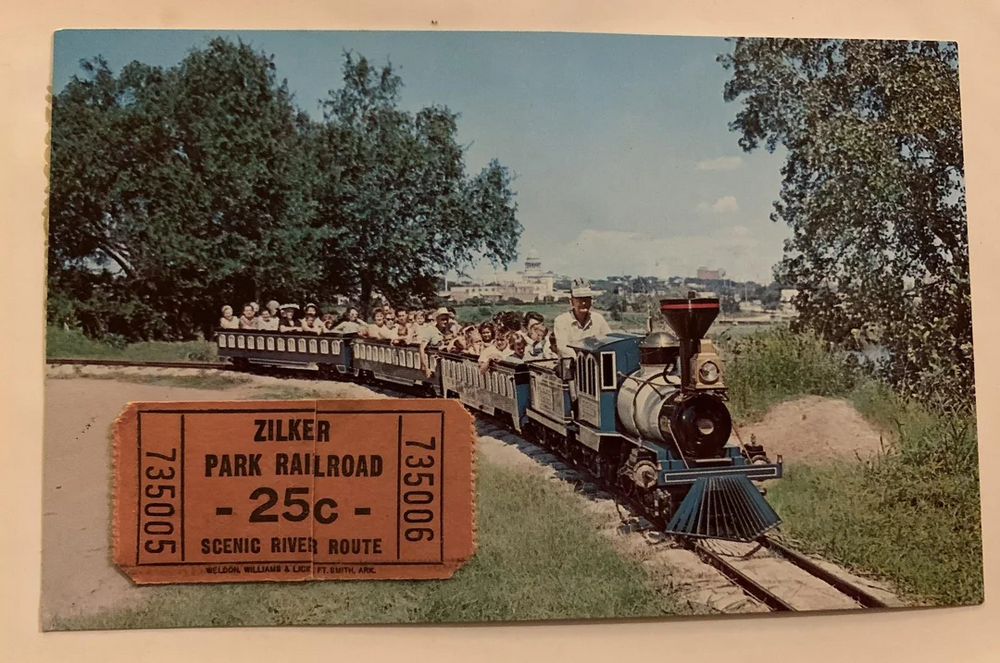 735005
ZILKER
PARK RAILROAD
- 25c -
SCENIC RIVER ROUTE
WELDON, WILLIAMS & LICK FT. SMITH, ARK.
735006